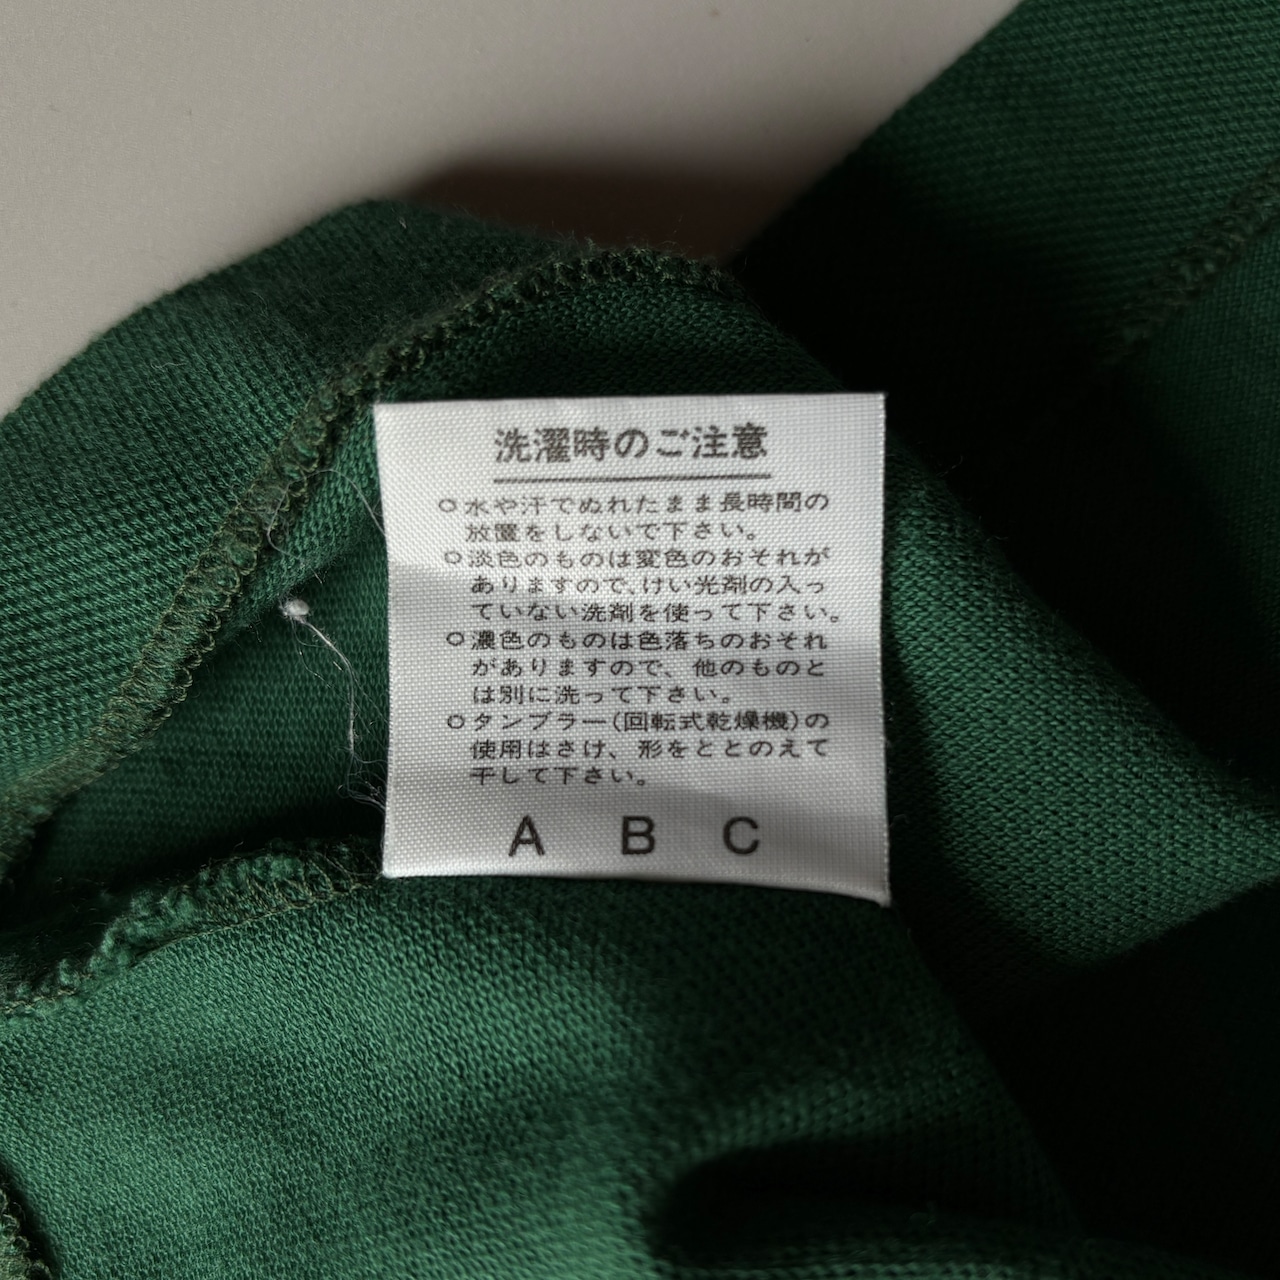 洗濯時のご注意
○水や汗でぬれたまま長時間の
放置をしないで下さい。
○淡色のものは変色のおそれが
ありますので、けい光剤の入っ
ていない洗剤を使って下さい。
○濃色のものは色落ちのおそれ
がありますので、他のものと
は別に洗って下さい。
○タンブラー(回転式乾燥機)の
使用はさけ、形をととのえて
干して下さい。
A B C